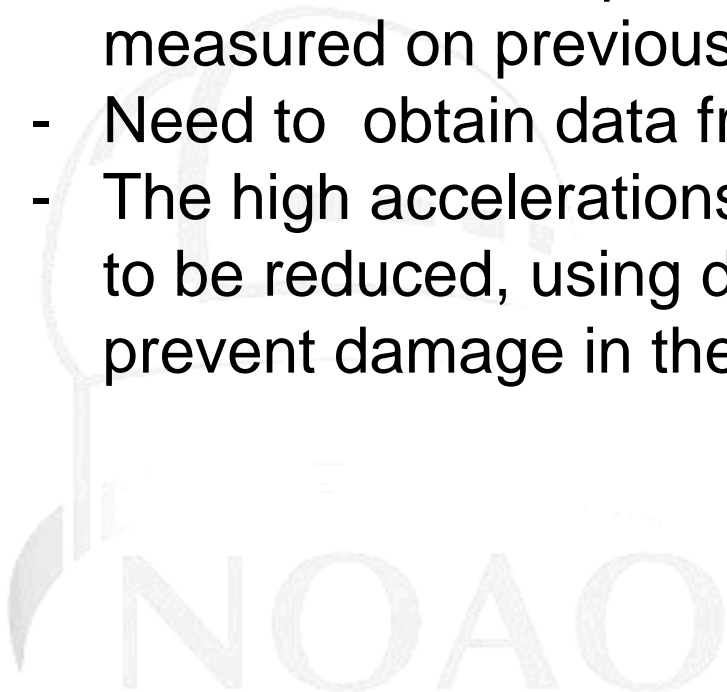 measured on previous
- Need to  obtain data
- The high accelerations
to be reduced, using
prevent damage in the
NOAO